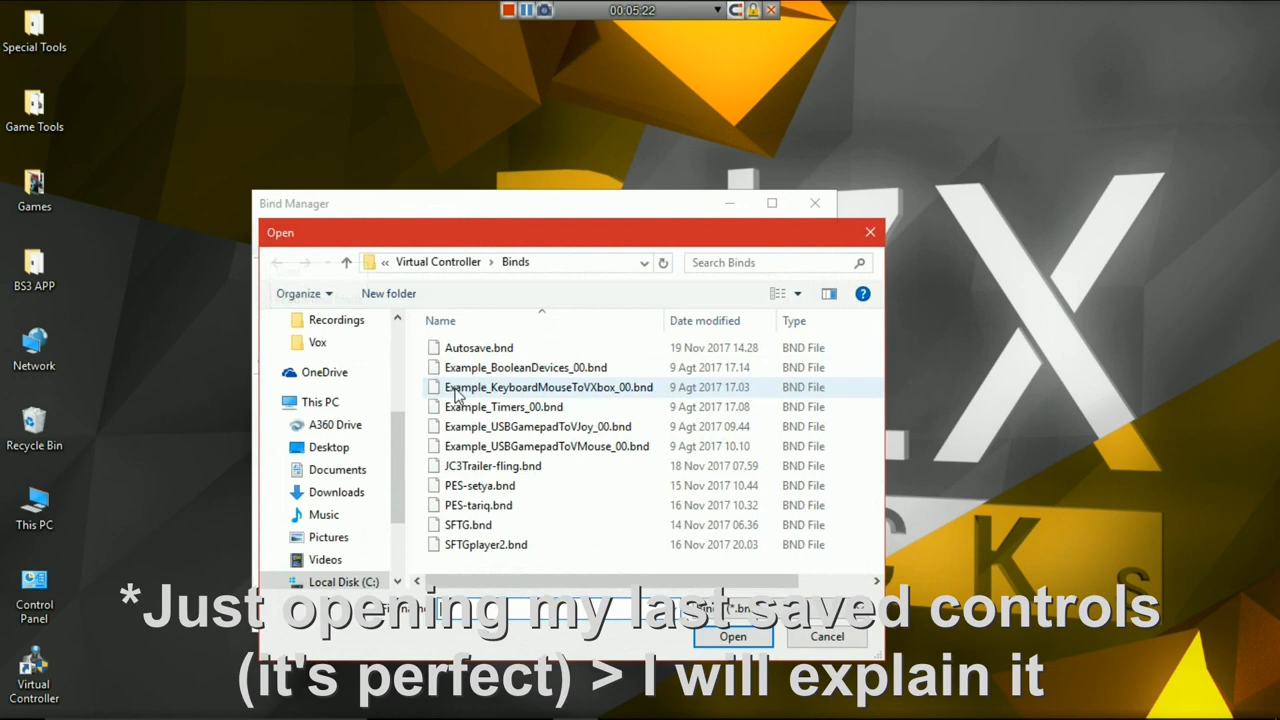 00:05:22
Special Tools
Game Tools
Games
BS3 APP
Network
Recycle Bin
This PC
Control
Panel
Virtual
Controller
Bind Manager
Open
« Virtual Controller > Binds
Search Binds
Organize
New folder
Recordings
Vox
OneDrive
This PC
A360 Drive
Desktop
Documents
Downloads
Music
Pictures
Videos
Local Disk (C:)
Name Date modified Type
Autosave.bnd 19 Nov 2017 14.28 BND File
Example_BooleanDevices_00.bnd 9 Agt 2017 17.14 BND File
Example_KeyboardMouseToVXbox_00.bnd 9 Agt 2017 17.03 BND File
Example_Timers_00.bnd 9 Agt 2017 17.08 BND File
Example_USBGamepadToVJoy_00.bnd 9 Agt 2017 09.44 BND File
Example_USBGamepadToVMouse_00.bnd 9 Agt 2017 10.10 BND File
JC3Trailer-fling.bnd 18 Nov 2017 07.59 BND File
PES-setya.bnd 15 Nov 2017 10.44 BND File
PES-tariq.bnd 16 Nov 2017 10.32 BND File
SFTG.bnd 14 Nov 2017 06.36 BND File
SFTGplayer2.bnd 16 Nov 2017 20.03 BND File
Open
Cancel
*Just opening my last saved controls
(it's perfect) > I will explain it